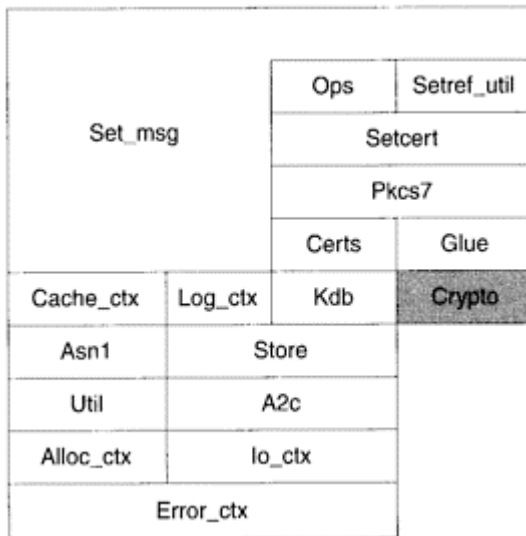 Ops Setref_util
Set_msg Setcert
Pkcs7
Certs Glue
Cache_ctx Log_ctx Kdb Crypto
Asn1 Store
Util A2c
Alloc_ctx Io_ctx
Error_ctx